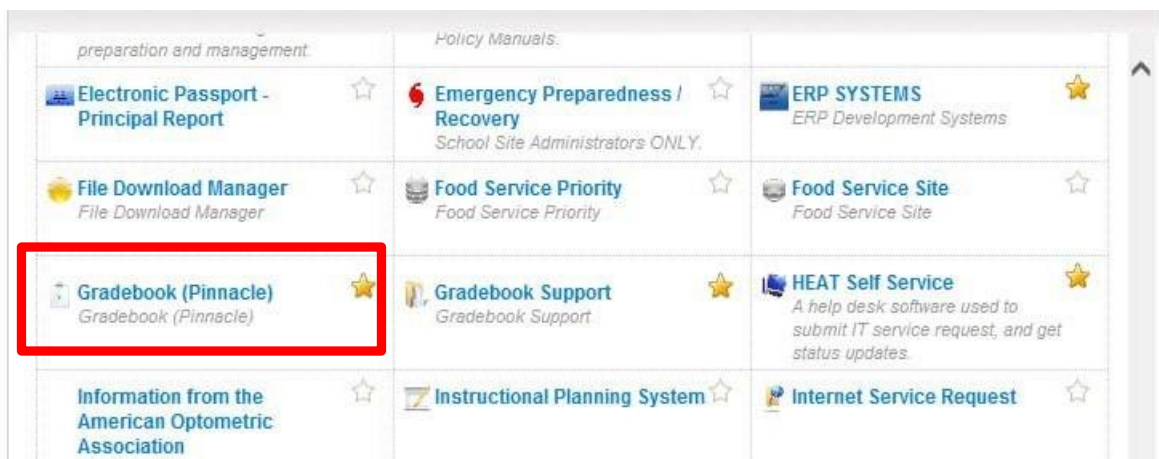 preparation and management.
Policy Manuals.
Electronic Passport -
Principal Report
Emergency Preparedness /
Recovery
School Site Administrators ONLY.
ERP SYSTEMS
ERP Development Systems
File Download Manager
File Download Manager
Food Service Priority
Food Service Priority
Food Service Site
Food Service Site
Gradebook (Pinnacle)
Gradebook (Pinnacle)
Gradebook Support
Gradebook Support
HEAT Self Service
A help desk software used to
submit IT service request, and get
status updates.
Information from the
American Optometric
Association
Instructional Planning System
Internet Service Request